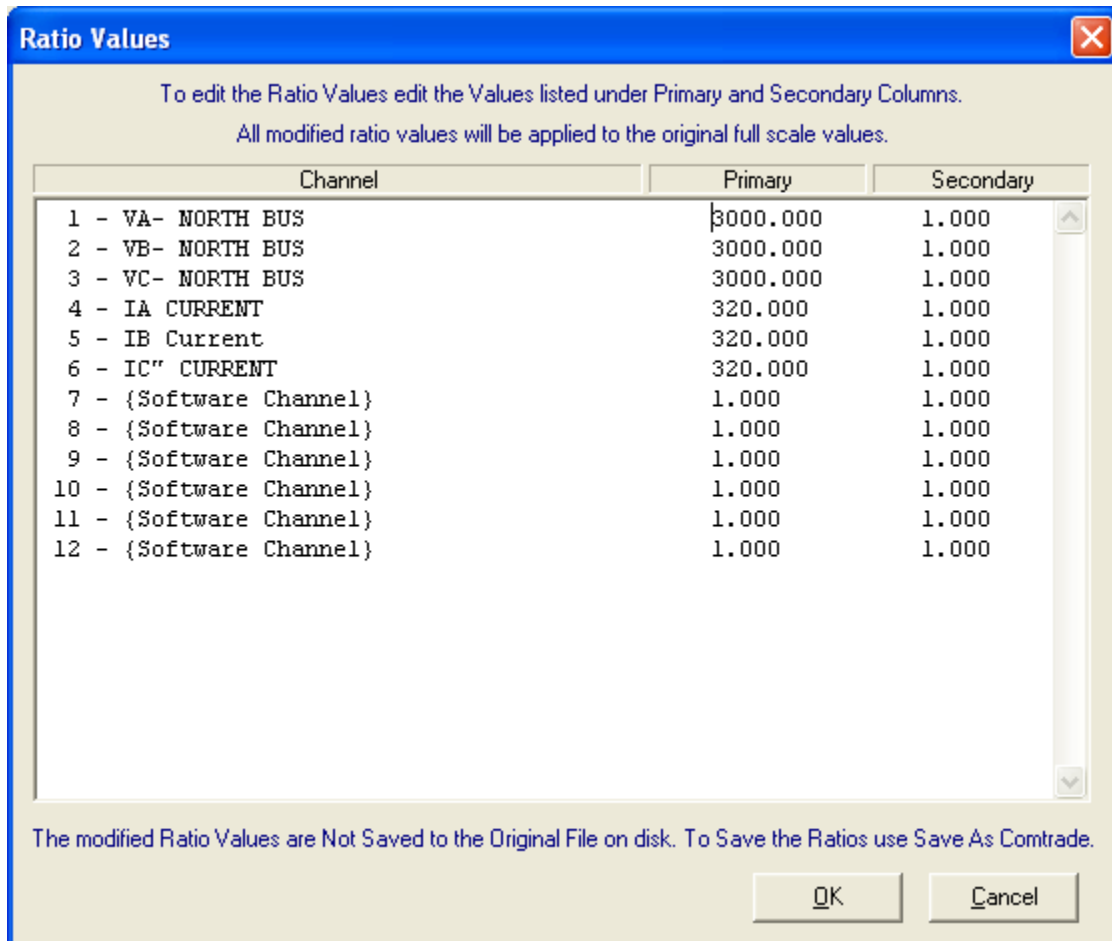 Ratio Values
To edit the Ratio Values edit the Values listed under Primary and Secondary Columns.
All modified ratio values will be applied to the original full scale values.
Channel Primary Secondary
1 - VA- NORTH BUS 3000.000 1.000
2 - VB- NORTH BUS 3000.000 1.000
3 - VC- NORTH BUS 3000.000 1.000
4 - IA CURRENT 320.000 1.000
5 - IB Current 320.000 1.000
6 - IC" CURRENT 320.000 1.000
7 - {Software Channel} 1.000 1.000
8 - {Software Channel} 1.000 1.000
9 - {Software Channel} 1.000 1.000
10 - {Software Channel} 1.000 1.000
11 - {Software Channel} 1.000 1.000
12 - {Software Channel} 1.000 1.000
The modified Ratio Values are Not Saved to the Original File on disk. To Save the Ratios use Save As Comtrade.
OK Cancel